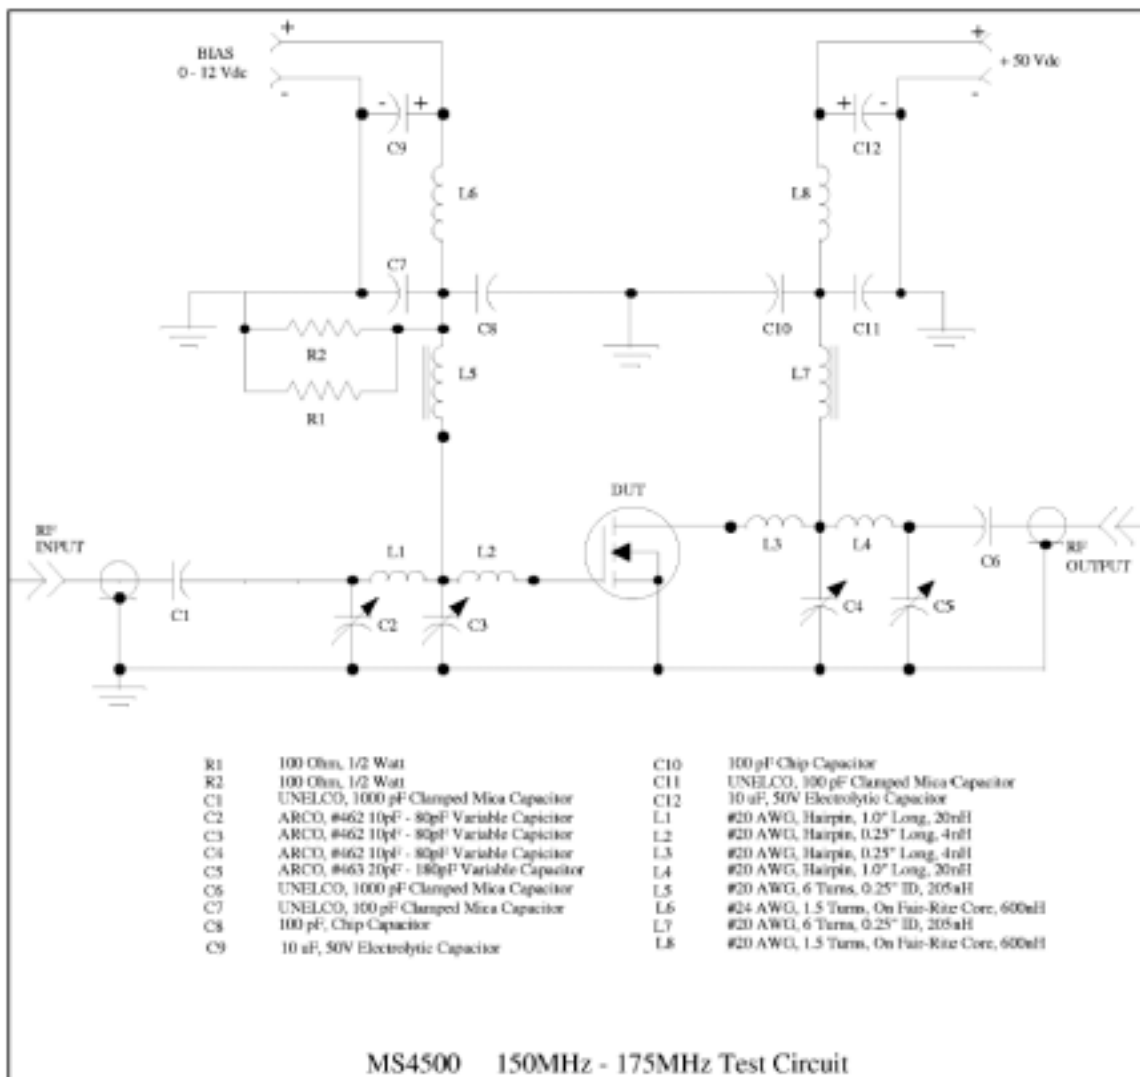 +
+
BIAS
0 - 12 Vdc
+ 50 Vdc
-
-
- +
+ -
C9
C12
L6
L8
C7
C8
C10
C11
R2
L5
L7
R1
DUT
RF
INPUT
L1
L2
L3
L4
C6
RF
OUTPUT
C1
C2
C3
C4
C5
R1 100 Ohm, 1/2 Watt
R2 100 Ohm, 1/2 Watt
C1 UNELCO, 1000 pF Clamped Mica Capacitor
C2 ARCO, #462 10pF - 80pF Variable Capicitor
C3 ARCO, #462 10pF - 80pF Variable Capacitor
C4 ARCO, #462 10pF - 80pF Variable Capacitor
C5 ARCO, #463 20pF - 180pF Variable Capacitor
C6 UNELCO, 1000 pF Clamped Mica Capacitor
C7 UNELCO, 100 pF Clamped Mica Capacitor
C8 100 pF, Chip Capacitor
C9 10 uF, 50V Electrolytic Capacitor
C10 100 pF Chip Capacitor
C11 UNELCO, 100 pF Clamped Mica Capacitor
C12 10 uF, 50V Electrolytic Capacitor
L1 #20 AWG, Hairpin, 1.0" Long, 20nH
L2 #20 AWG, Hairpin, 0.25" Long, 4nH
L3 #20 AWG, Hairpin, 0.25" Long, 4nH
L4 #20 AWG, Hairpin, 1.0" Long, 20nH
L5 #20 AWG, 6 Turns, 0.25" ID, 205nH
L6 #24 AWG, 1.5 Turns, On Fair-Rite Core, 600nH
L7 #20 AWG, 6 Turns, 0.25" ID, 205nH
L8 #20 AWG, 1.5 Turns, On Fair-Rite Core, 600nH
MS4500 150MHz - 175MHz Test Circuit